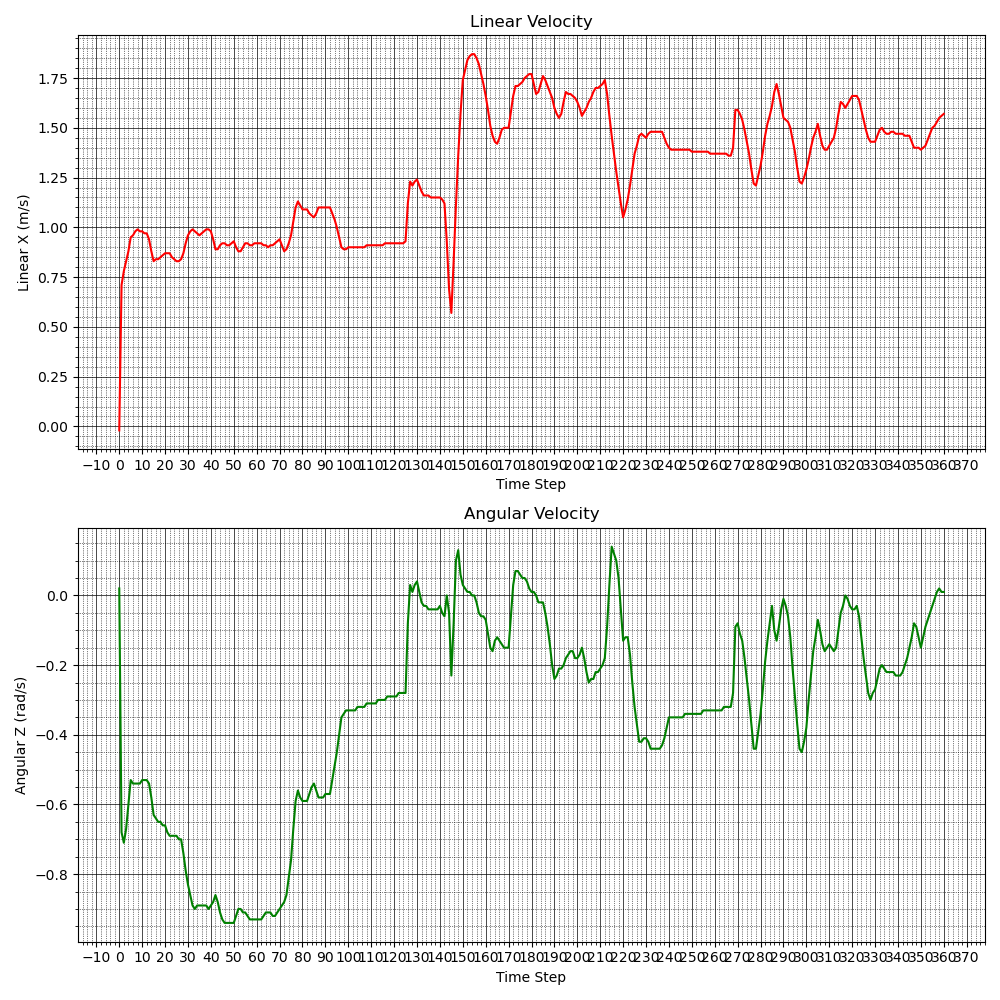 Linear Velocity
1.75
1.50
1.25
1.00
0.75
0.50
0.25
0.00
Linear X (m/s)
−10 0 10 20 30 40 50 60 70 80 90 100 110 120 130 140 150 160 170 180 190 200 210 220 230 240 250 260 270 280 290 300 310 320 330 340 350 360 370
Time Step
Angular Velocity
0.0
−0.2
−0.4
−0.6
−0.8
Angular Z (rad/s)
−10 0 10 20 30 40 50 60 70 80 90 100 110 120 130 140 150 160 170 180 190 200 210 220 230 240 250 260 270 280 290 300 310 320 330 340 350 360 370
Time Step